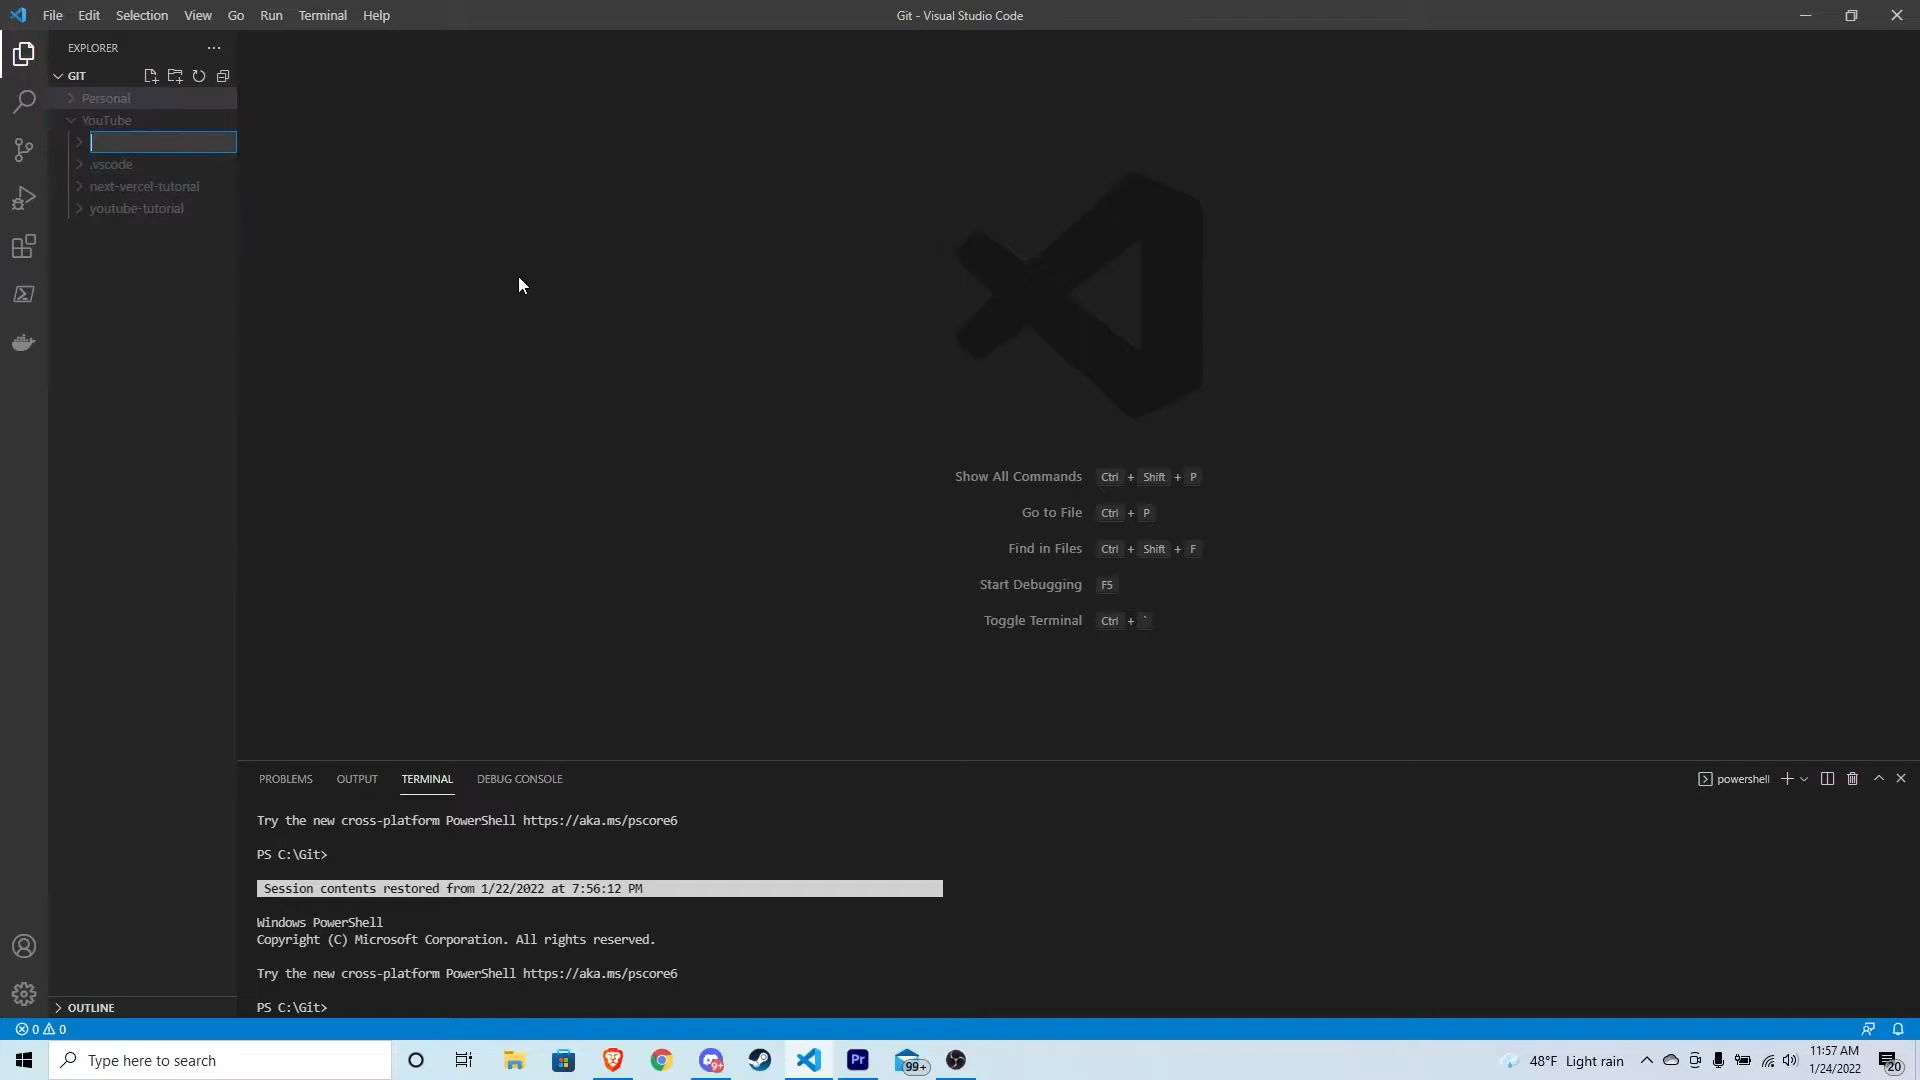 File Edit Selection View Go Run Terminal Help
Git - Visual Studio Code
EXPLORER
GIT
Personal
YouTube
.vscode
next-vercel-tutorial
youtube-tutorial
Show All Commands Ctrl + Shift + P
Go to File Ctrl + P
Find in Files Ctrl + Shift + F
Start Debugging F5
Toggle Terminal Ctrl + `
PROBLEMS OUTPUT TERMINAL DEBUG CONSOLE
powershell
Try the new cross-platform PowerShell https://aka.ms/pscore6
PS C:\Git>
Session contents restored from 1/22/2022 at 7:56:12 PM
Windows PowerShell
Copyright (C) Microsoft Corporation. All rights reserved.
Try the new cross-platform PowerShell https://aka.ms/pscore6
PS C:\Git>
OUTLINE
0 0
Type here to search
9+
Pr
99+
48°F Light rain
11:57 AM
1/24/2022
20